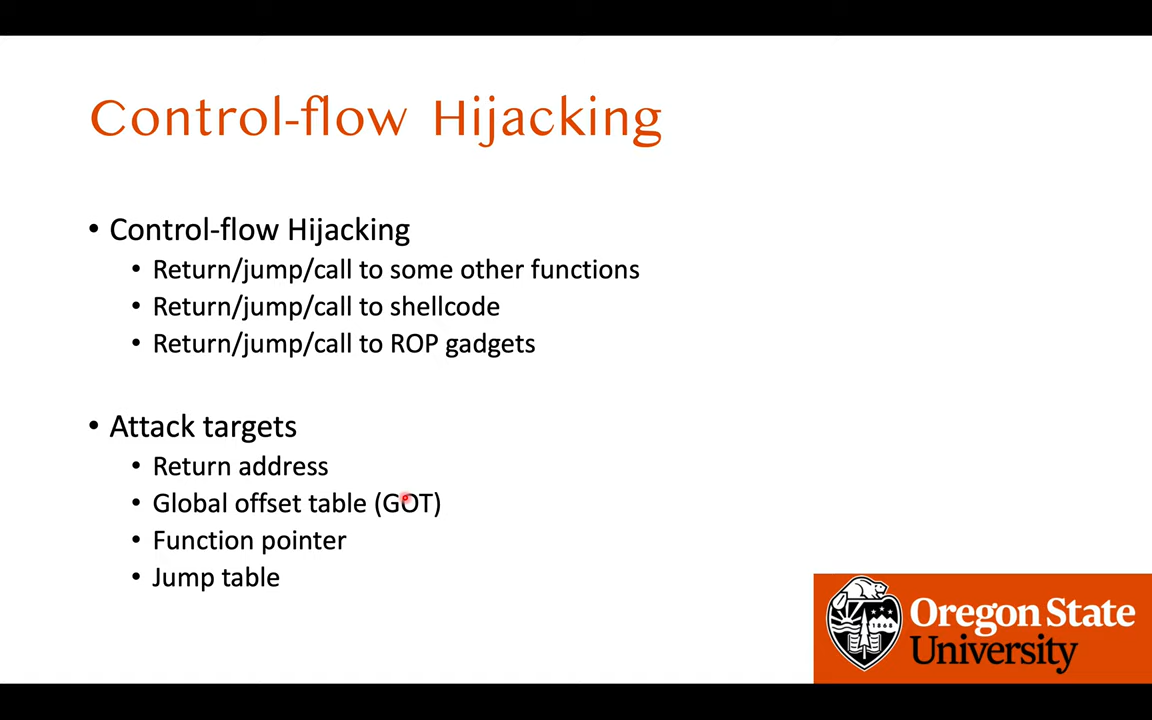 Control-flow Hijacking
• Control-flow Hijacking
• Return/jump/call to some other functions
• Return/jump/call to shellcode
• Return/jump/call to ROP gadgets
• Attack targets
• Return address
• Global offset table (GOT)
• Function pointer
• Jump table
Oregon State
University